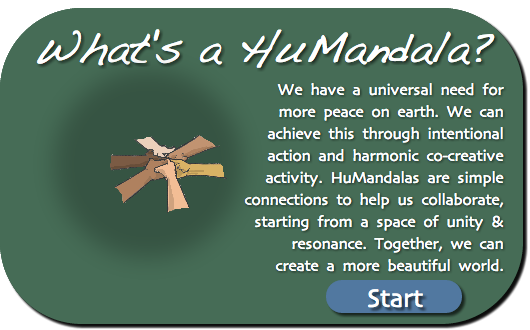 What's a HuMandala?
We have a universal need for
more peace on earth. We can
achieve this through intentional
action and harmonic co-creative
activity. HuMandalas are simple
connections to help us collaborate,
starting from a space of unity &
resonance. Together, we can
create a more beautiful world.
Start